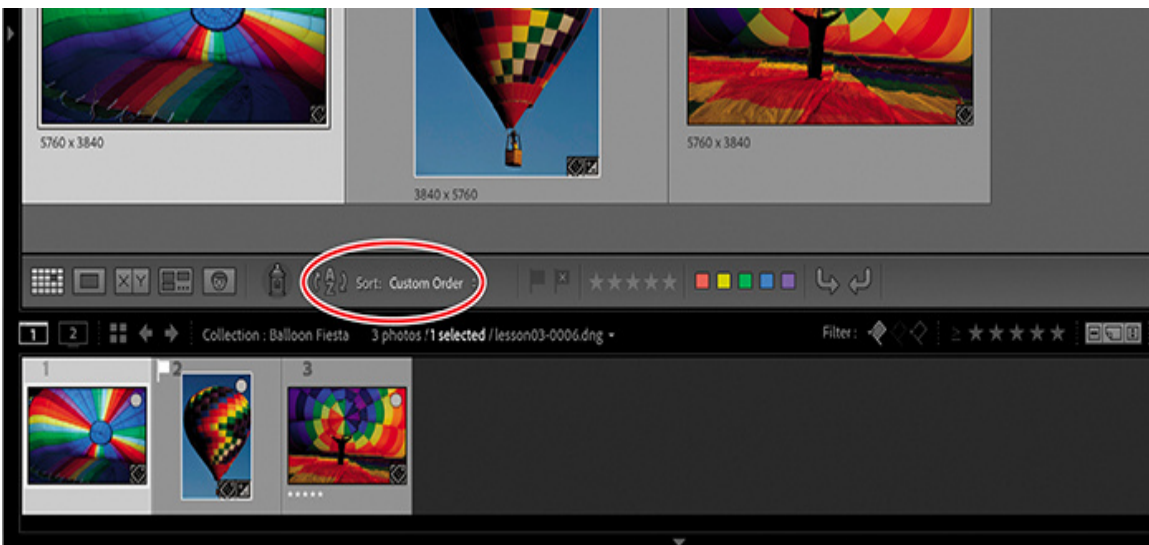 5760 x 3840
5760 x 3840
3840 x 5760
X Y
A
Z
Sort: Custom Order
1
2
Collection : Balloon Fiesta
3 photos / 1 selected / lesson03-0006.dng
Filter :
1
2
3